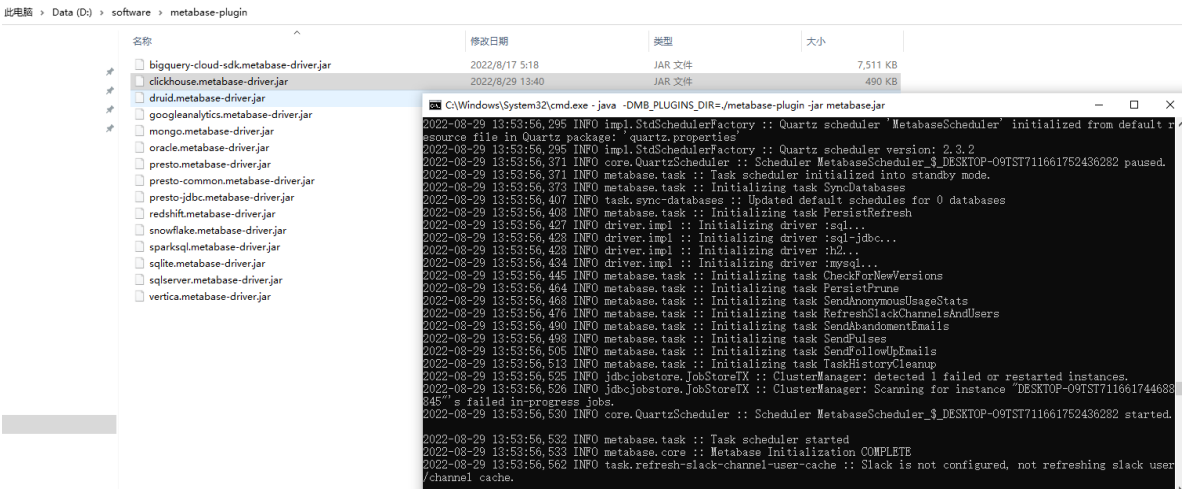 此电脑 › Data (D:) › software › metabase-plugin
名称 修改日期 类型 大小
bigquery-cloud-sdk.metabase-driver.jar 2022/8/17 5:18 JAR 文件 7,511 KB
clickhouse.metabase-driver.jar 2022/8/29 13:40 JAR 文件 490 KB
druid.metabase-driver.jar
googleanalytics.metabase-driver.jar
mongo.metabase-driver.jar
oracle.metabase-driver.jar
presto.metabase-driver.jar
presto-common.metabase-driver.jar
presto-jdbc.metabase-driver.jar
redshift.metabase-driver.jar
snowflake.metabase-driver.jar
sparksql.metabase-driver.jar
sqlite.metabase-driver.jar
sqlserver.metabase-driver.jar
vertica.metabase-driver.jar
C:\Windows\System32\cmd.exe - java -DMB_PLUGINS_DIR=./metabase-plugin -jar metabase.jar
2022-08-29 13:53:56,295 INFO impl.StdSchedulerFactory :: Quartz scheduler 'MetabaseScheduler' initialized from default r
esource file in Quartz package: 'quartz.properties'
2022-08-29 13:53:56,295 INFO impl.StdSchedulerFactory :: Quartz scheduler version: 2.3.2
2022-08-29 13:53:56,371 INFO core.QuartzScheduler :: Scheduler MetabaseScheduler_$_DESKTOP-O9TST711661752436282 paused.
2022-08-29 13:53:56,371 INFO metabase.task :: Task scheduler initialized into standby mode.
2022-08-29 13:53:56,373 INFO metabase.task :: Initializing task SyncDatabases
2022-08-29 13:53:56,407 INFO task.sync-databases :: Updated default schedules for 0 databases
2022-08-29 13:53:56,408 INFO metabase.task :: Initializing task PersistRefresh
2022-08-29 13:53:56,427 INFO driver.impl :: Initializing driver :sql...
2022-08-29 13:53:56,428 INFO driver.impl :: Initializing driver :sql-jdbc...
2022-08-29 13:53:56,428 INFO driver.impl :: Initializing driver :h2...
2022-08-29 13:53:56,434 INFO driver.impl :: Initializing driver :mysql...
2022-08-29 13:53:56,445 INFO metabase.task :: Initializing task CheckForNewVersions
2022-08-29 13:53:56,464 INFO metabase.task :: Initializing task PersistPrune
2022-08-29 13:53:56,468 INFO metabase.task :: Initializing task SendAnonymousUsageStats
2022-08-29 13:53:56,476 INFO metabase.task :: Initializing task RefreshSlackChannelsAndUsers
2022-08-29 13:53:56,490 INFO metabase.task :: Initializing task SendAbandomentEmails
2022-08-29 13:53:56,498 INFO metabase.task :: Initializing task SendPulses
2022-08-29 13:53:56,505 INFO metabase.task :: Initializing task SendFollowUpEmails
2022-08-29 13:53:56,513 INFO metabase.task :: Initializing task TaskHistoryCleanup
2022-08-29 13:53:56,525 INFO jdbcjobstore.JobStoreTX :: ClusterManager: detected 1 failed or restarted instances.
2022-08-29 13:53:56,526 INFO jdbcjobstore.JobStoreTX :: ClusterManager: Scanning for instance "DESKTOP-O9TST711661744688
845"'s failed in-progress jobs.
2022-08-29 13:53:56,530 INFO core.QuartzScheduler :: Scheduler MetabaseScheduler_$_DESKTOP-O9TST711661752436282 started.
2022-08-29 13:53:56,532 INFO metabase.task :: Task scheduler started
2022-08-29 13:53:56,533 INFO metabase.core :: Metabase Initialization COMPLETE
2022-08-29 13:53:56,562 INFO task.refresh-slack-channel-user-cache :: Slack is not configured, not refreshing slack user
/channel cache.